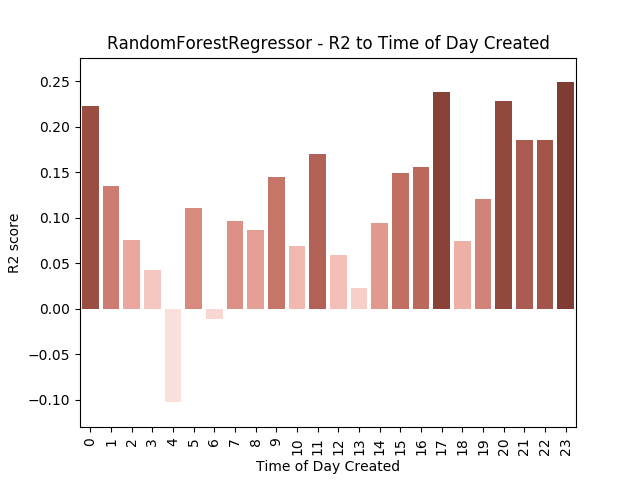 RandomForestRegressor - R2 to Time of Day Created
R2 score
0.25
0.20
0.15
0.10
0.05
0.00
−0.05
−0.10
0 1 2 3 4 5 6 7 8 9 10 11 12 13 14 15 16 17 18 19 20 21 22 23
Time of Day Created